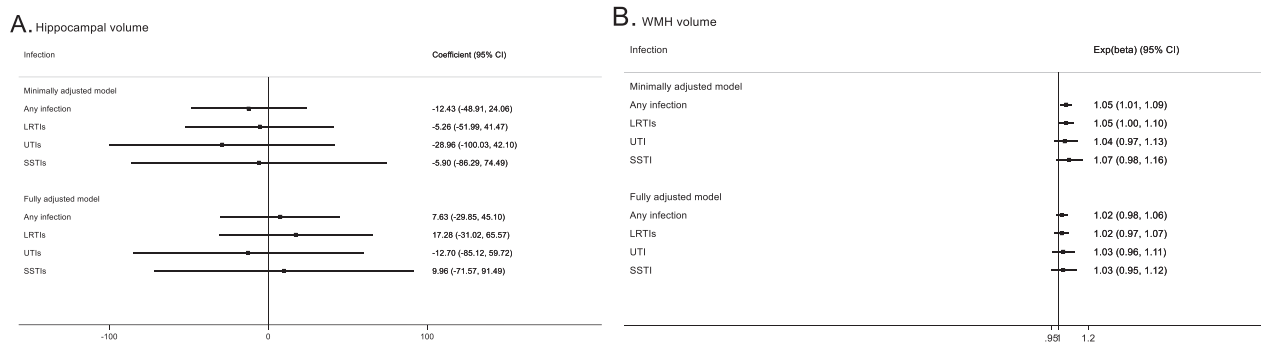 A. Hippocampal volume
Infection Coefficient (95% CI)
Minimally adjusted model
Any infection -12.43 (-48.91, 24.06)
LRTIs -5.26 (-51.99, 41.47)
UTIs -28.96 (-100.03, 42.10)
SSTIs -5.90 (-86.29, 74.49)
Fully adjusted model
Any infection 7.63 (-29.85, 45.10)
LRTIs 17.28 (-31.02, 65.57)
UTIs -12.70 (-85.12, 59.72)
SSTIs 9.96 (-71.57, 91.49)
-100 0 100
B. WMH volume
Infection Exp(beta) (95% CI)
Minimally adjusted model
Any infection 1.05 (1.01, 1.09)
LRTIs 1.05 (1.00, 1.10)
UTI 1.04 (0.97, 1.13)
SSTI 1.07 (0.98, 1.16)
Fully adjusted model
Any infection 1.02 (0.98, 1.06)
LRTIs 1.02 (0.97, 1.07)
UTI 1.03 (0.96, 1.11)
SSTI 1.03 (0.95, 1.12)
.95 1 1.2